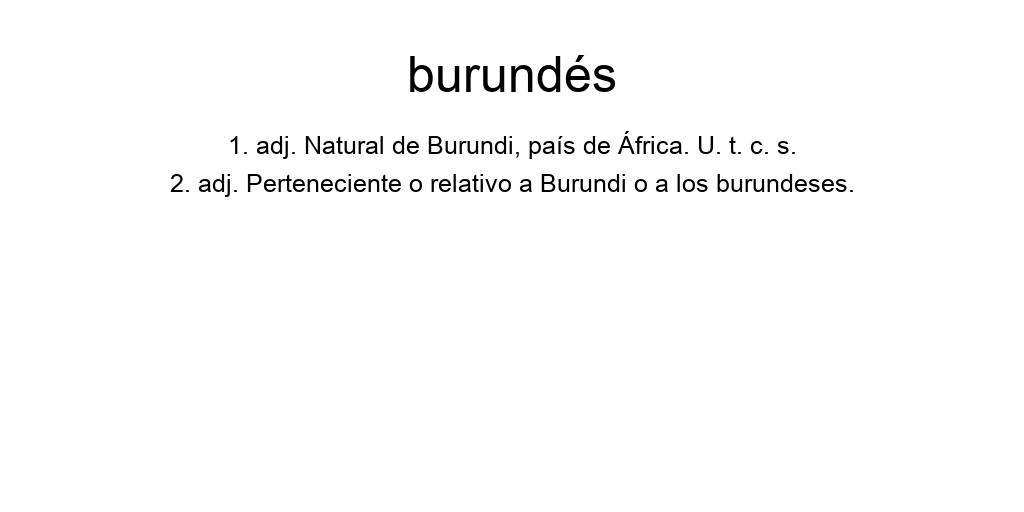 burundés
1. adj. Natural de Burundi, país de África. U. t. c. s.
2. adj. Perteneciente o relativo a Burundi o a los burundeses.